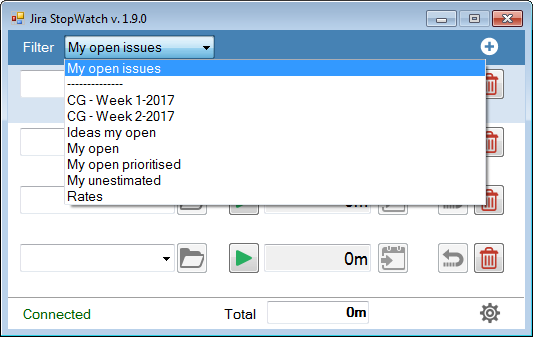 Jira StopWatch v. 1.9.0
Filter My open issues
My open issues
--------------
CG - Week 1-2017
CG - Week 2-2017
Ideas my open
My open
My open prioritised
My unestimated
Rates
0m
0m
Connected Total 0m